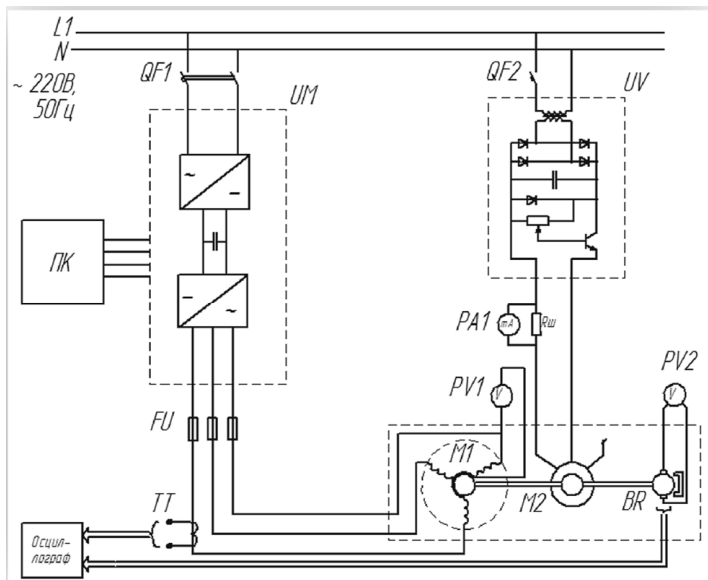 L1
N
~ 220В,
50Гц
QF1
QF2
UM
UV
~
−
ПК
−
~
PA1
mA
Rш
PV1
V
PV2
V
FU
M1
M2
BR
ТТ
Осцил-
лограф